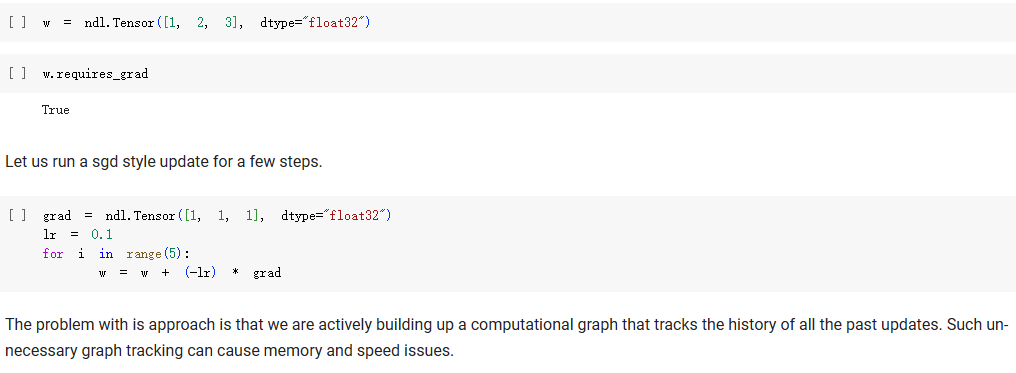 [ ] w = ndl.Tensor([1, 2, 3], dtype="float32")
[ ] w.requires_grad
True
Let us run a sgd style update for a few steps.
[ ] grad = ndl.Tensor([1, 1, 1], dtype="float32")
lr = 0.1
for i in range(5):
w = w + (-lr) * grad
The problem with is approach is that we are actively building up a computational graph that tracks the history of all the past updates. Such un-
necessary graph tracking can cause memory and speed issues.